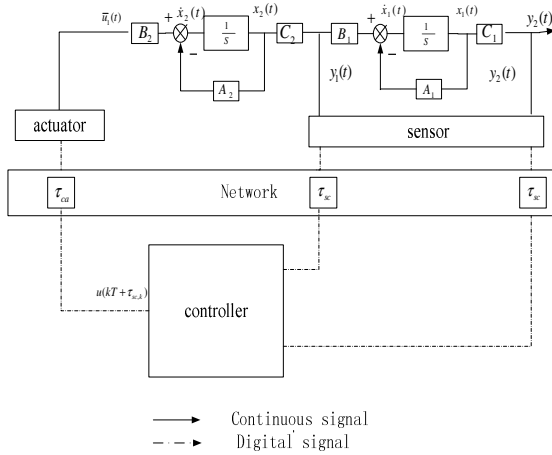 ū₁(t) B₂ + ẋ₂(t) 1/s x₂(t) C₂ B₁ + ẋ₁(t) 1/s x₁(t) C₁ y₂(t)
− −
A₂ A₁
y₁(t) y₂(t)
actuator sensor
τca Network τsc τsc
u(kT + τsc,k)
controller
Continuous signal
Digital signal